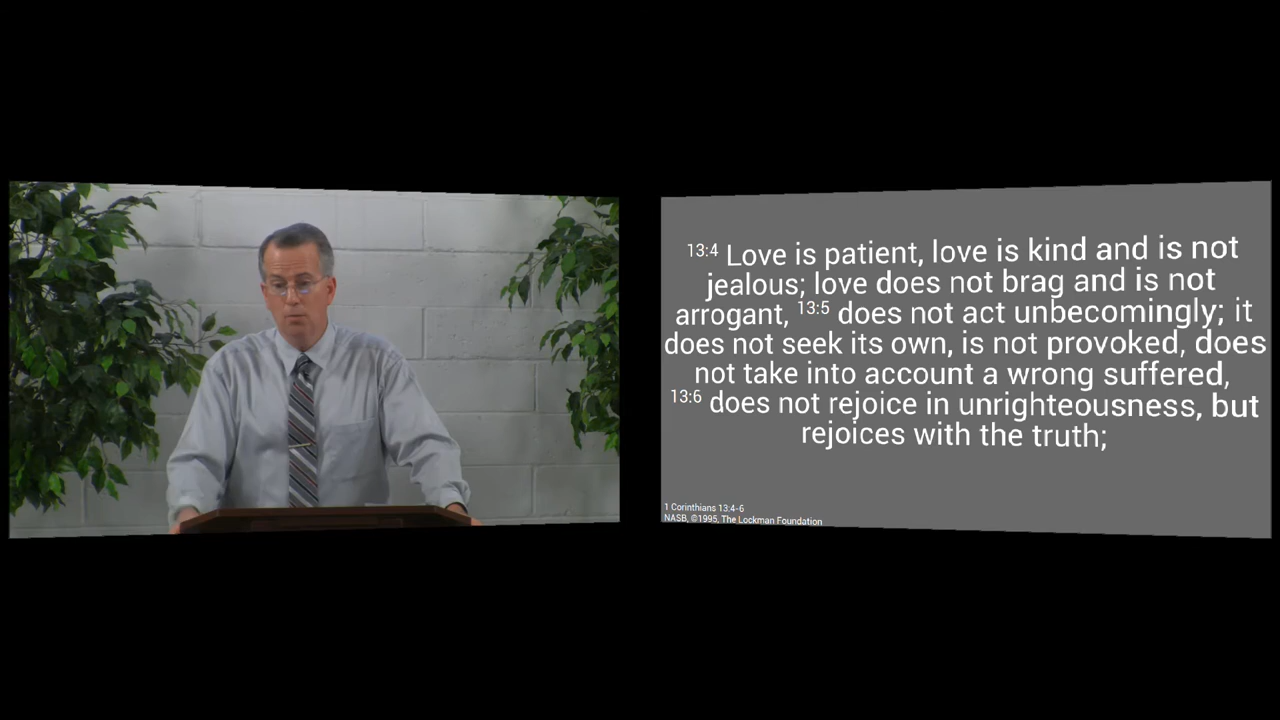 13:4 Love is patient, love is kind and is not
jealous; love does not brag and is not
arrogant, 13:5 does not act unbecomingly; it
does not seek its own, is not provoked, does
not take into account a wrong suffered,
13:6 does not rejoice in unrighteousness, but
rejoices with the truth;
1 Corinthians 13:4-6
NASB, ©1995, The Lockman Foundation